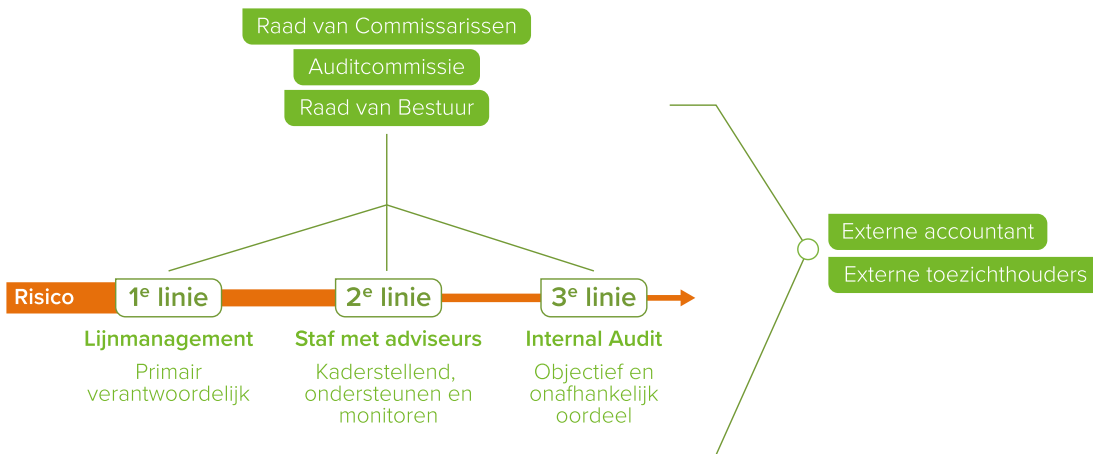 Raad van Commissarissen
Auditcommissie
Raad van Bestuur
Externe accountant
Externe toezichthouders
Risico
1e linie
2e linie
3e linie
Lijnmanagement
Primair
verantwoordelijk
Staf met adviseurs
Kaderstellend,
ondersteunen en
monitoren
Internal Audit
Objectief en
onafhankelijk
oordeel